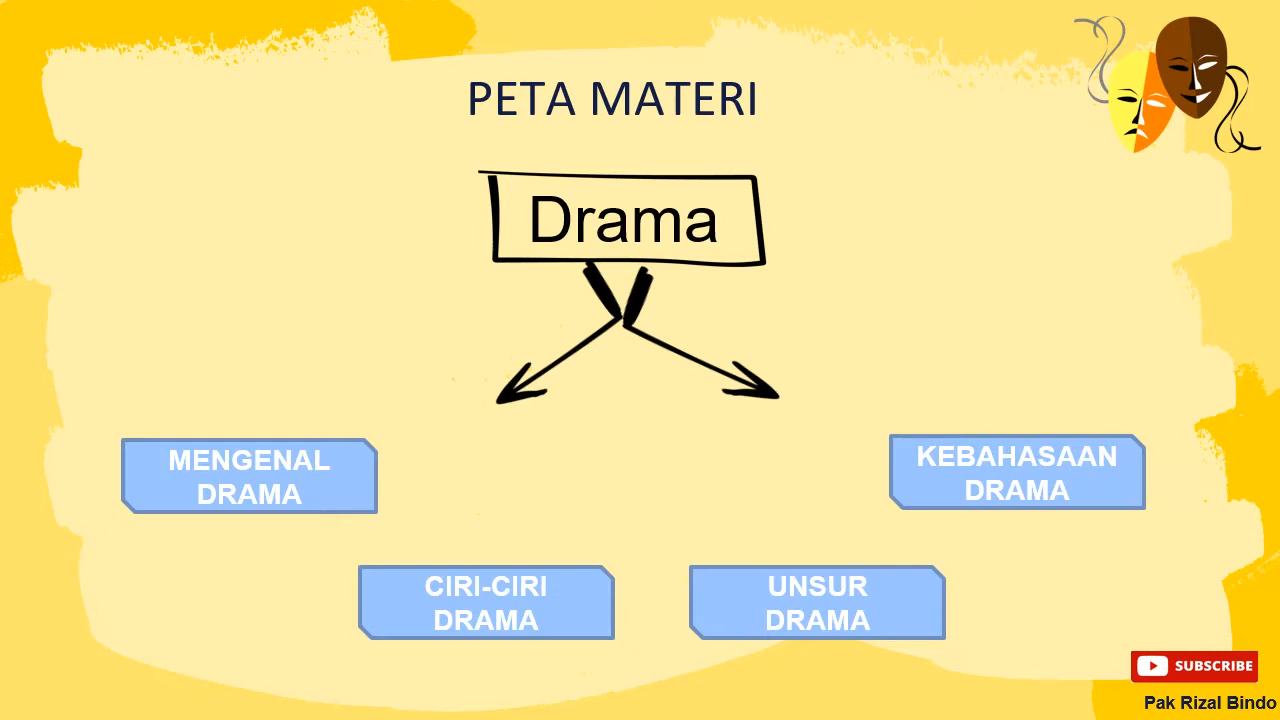 PETA MATERI
Drama
MENGENAL
DRAMA
KEBAHASAAN
DRAMA
CIRI-CIRI
DRAMA
UNSUR
DRAMA
SUBSCRIBE
Pak Rizal Bindo